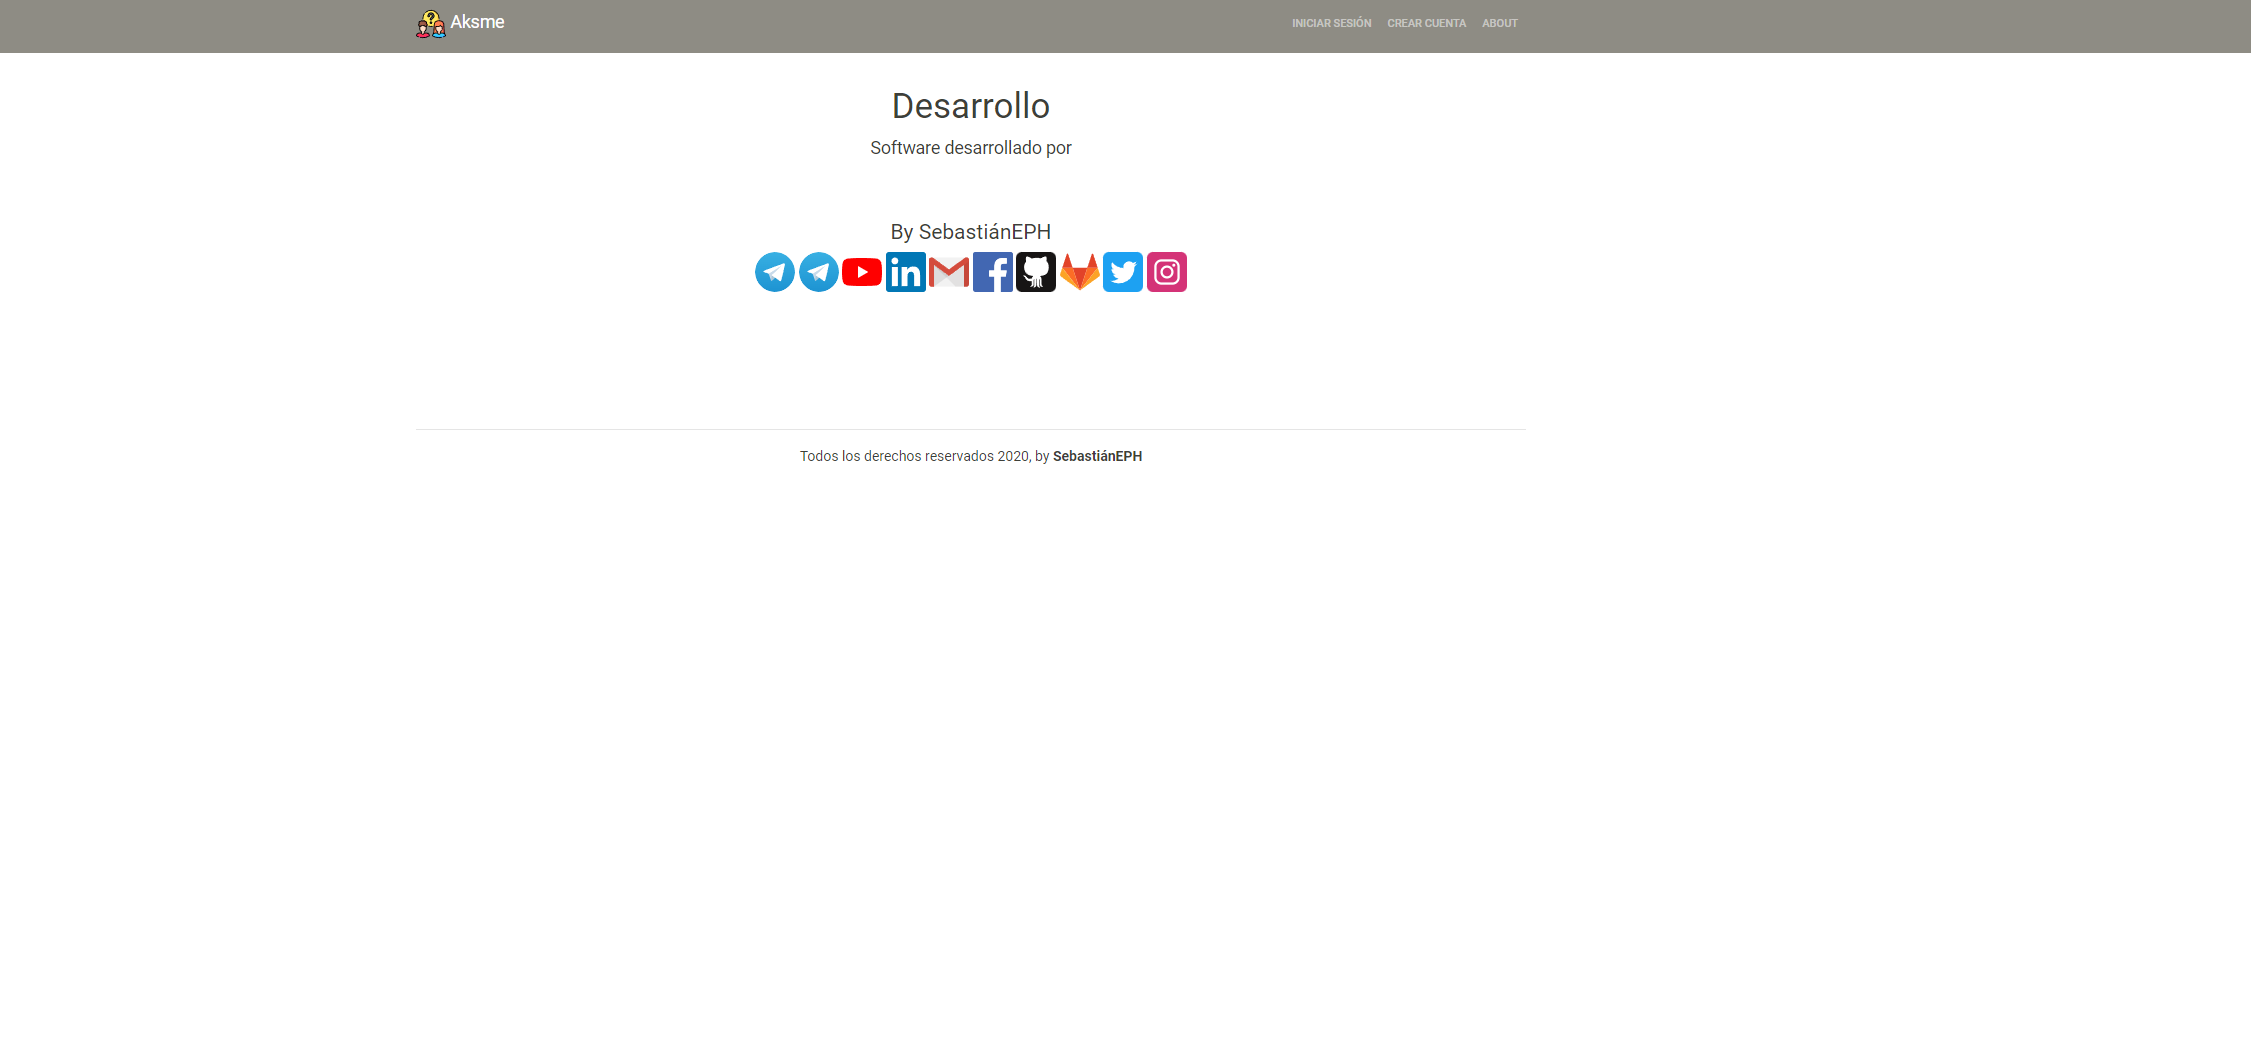 Aksme
INICIAR SESIÓN CREAR CUENTA ABOUT
Desarrollo
Software desarrollado por
By SebastiánEPH
Todos los derechos reservados 2020, by SebastiánEPH